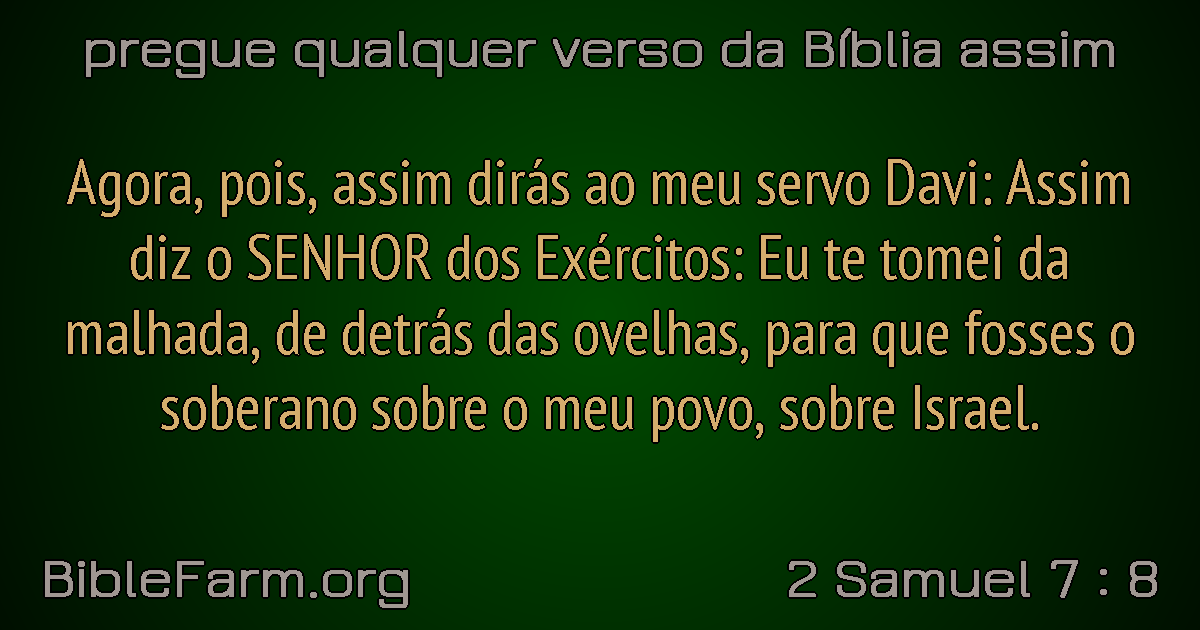 pregue qualquer verso da Bíblia assim
Agora, pois, assim dirás ao meu servo Davi: Assim
diz o SENHOR dos Exércitos: Eu te tomei da
malhada, de detrás das ovelhas, para que fosses o
soberano sobre o meu povo, sobre Israel.
BibleFarm.org
2 Samuel 7 : 8